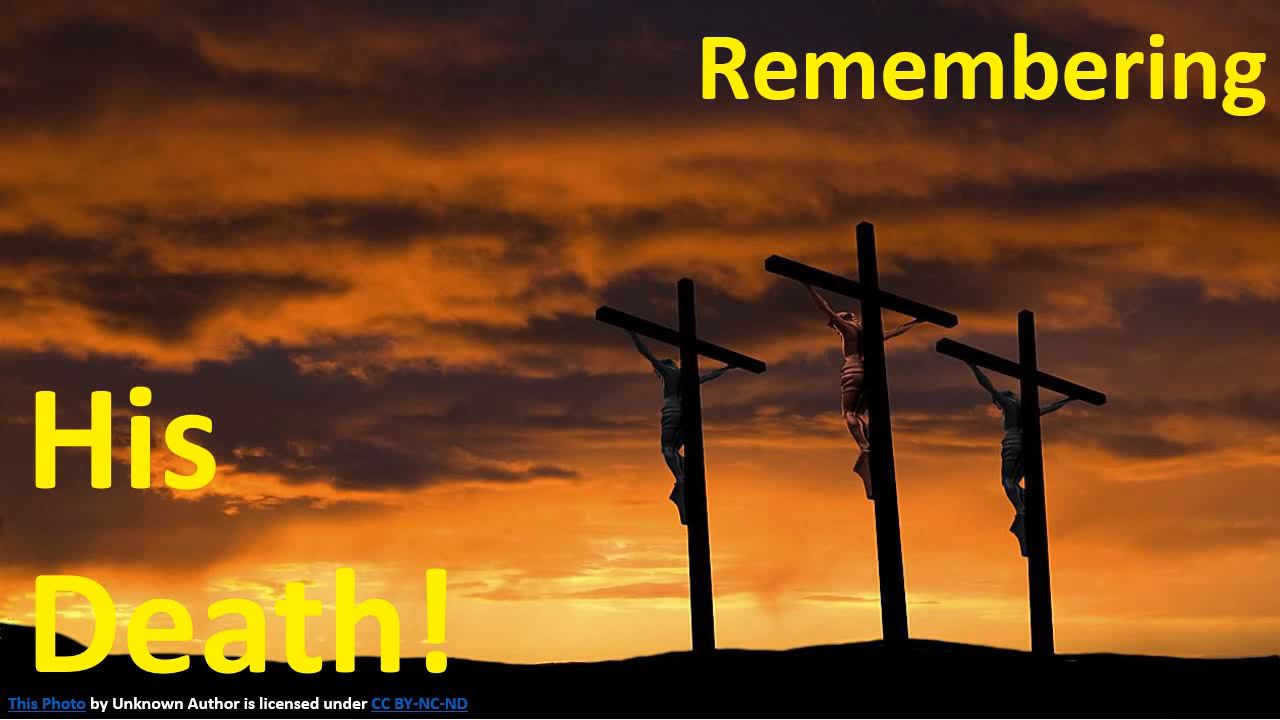 Remembering
His
Death!
This Photo by Unknown Author is licensed under CC BY-NC-ND